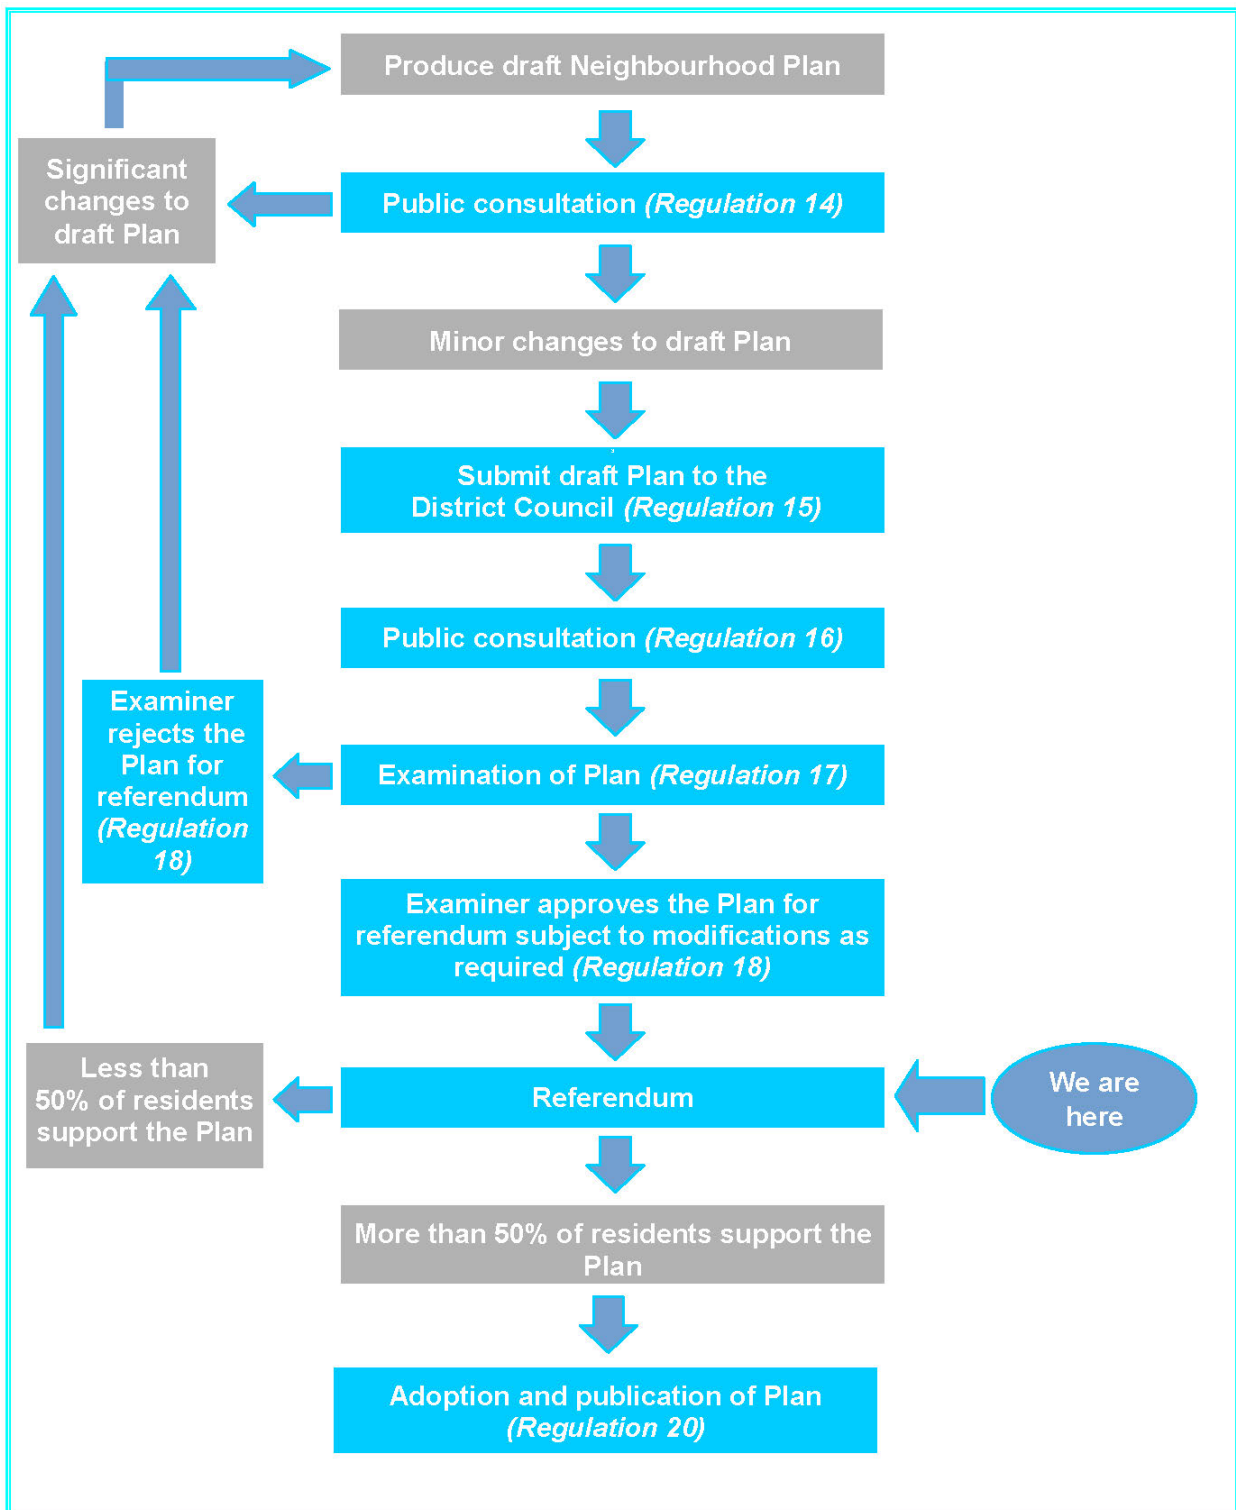 Produce draft Neighbourhood Plan
Significant
changes to
draft Plan
Public consultation (Regulation 14)
Minor changes to draft Plan
Submit draft Plan to the
District Council (Regulation 15)
Public consultation (Regulation 16)
Examiner
rejects the
Plan for
referendum
(Regulation
18)
Examination of Plan (Regulation 17)
Examiner approves the Plan for
referendum subject to modifications as
required (Regulation 18)
Less than
50% of residents
support the Plan
Referendum
We are
here
More than 50% of residents support the
Plan
Adoption and publication of Plan
(Regulation 20)